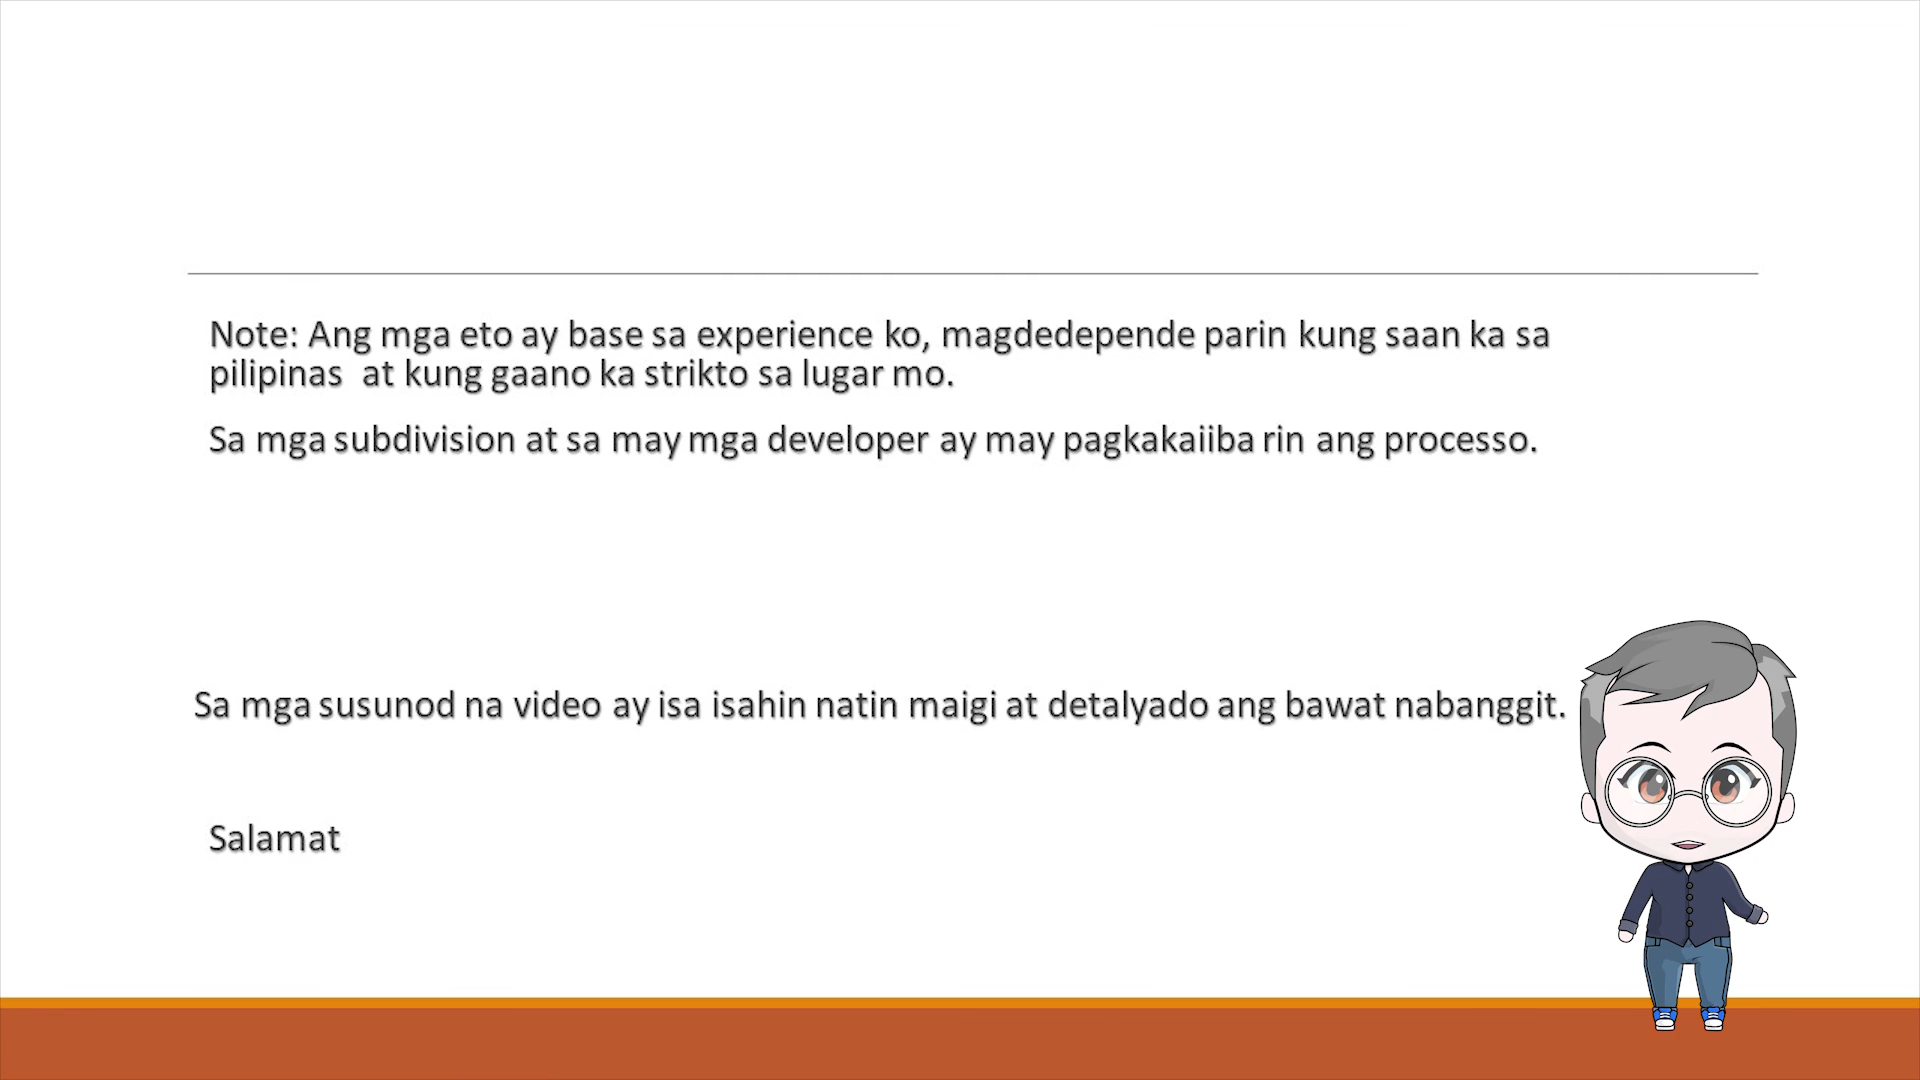 Note: Ang mga eto ay base sa experience ko, magdedepende parin kung saan ka sa
pilipinas at kung gaano ka strikto sa lugar mo.
Sa mga subdivision at sa may mga developer ay may pagkakaiiba rin ang processo.
Sa mga susunod na video ay isa isahin natin maigi at detalyado ang bawat nabanggit.
Salamat